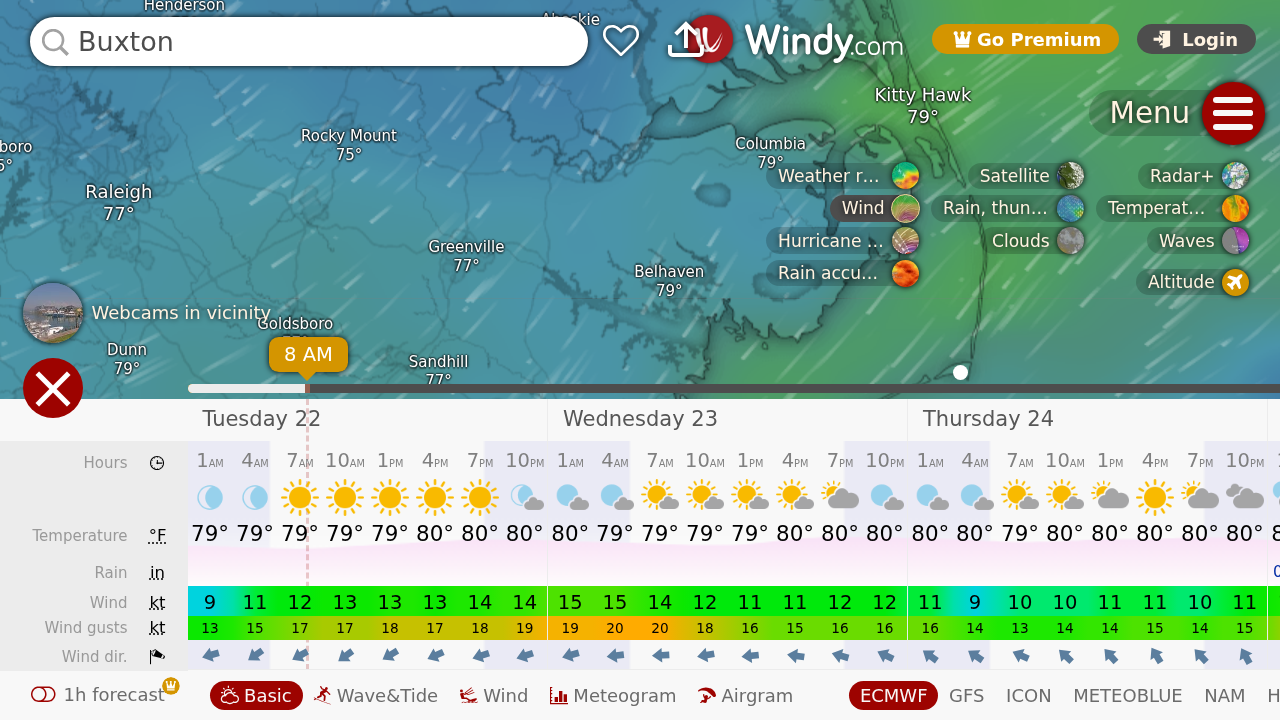 Henderson
Buxton
Windy.com
Go Premium
Login
Kitty Hawk
79°
Menu
boro
Rocky Mount
75°
Columbia
79°
Weather r...
Satellite
Radar+
Raleigh
77°
Wind
Rain, thun...
Temperat...
Hurricane ...
Clouds
Waves
Greenville
77°
Belhaven
79°
Rain accu...
Altitude
Webcams in vicinity
Goldsboro
Dunn
79°
8 AM
Sandhill
77°
Tuesday 22 Wednesday 23 Thursday 24
Hours 1AM 4AM 7AM 10AM 1PM 4PM 7PM 10PM 1AM 4AM 7AM 10AM 1PM 4PM 7PM 10PM 1AM 4AM 7AM 10AM 1PM 4PM 7PM 10PM
Temperature °F 79° 79° 79° 79° 79° 80° 80° 80° 80° 79° 79° 79° 79° 80° 80° 80° 80° 80° 79° 80° 80° 80° 80° 80°
Rain in
Wind kt 9 11 12 13 13 13 14 14 15 15 14 12 11 11 12 12 11 9 10 10 11 11 10 11
Wind gusts kt 13 15 17 17 18 17 18 19 19 20 20 18 16 15 16 16 16 14 13 14 14 15 14 15
Wind dir.
1h forecast Basic Wave&Tide Wind Meteogram Airgram ECMWF GFS ICON METEOBLUE NAM H